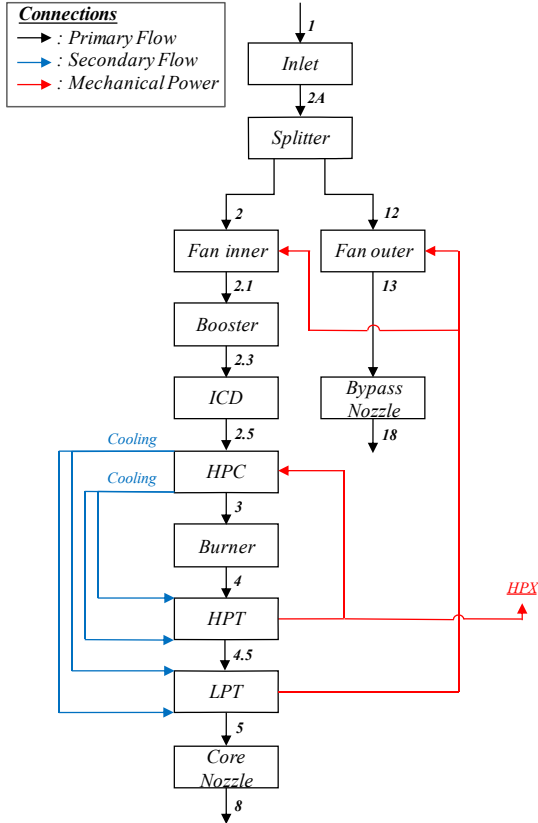 Connections
: Primary Flow
: Secondary Flow
: Mechanical Power
1
Inlet
2A
Splitter
2
12
Fan inner
Fan outer
2.1
13
Booster
2.3
ICD
Bypass
Nozzle
2.5
18
Cooling
HPC
Cooling
3
Burner
4
HPX
HPT
4.5
LPT
5
Core
Nozzle
8